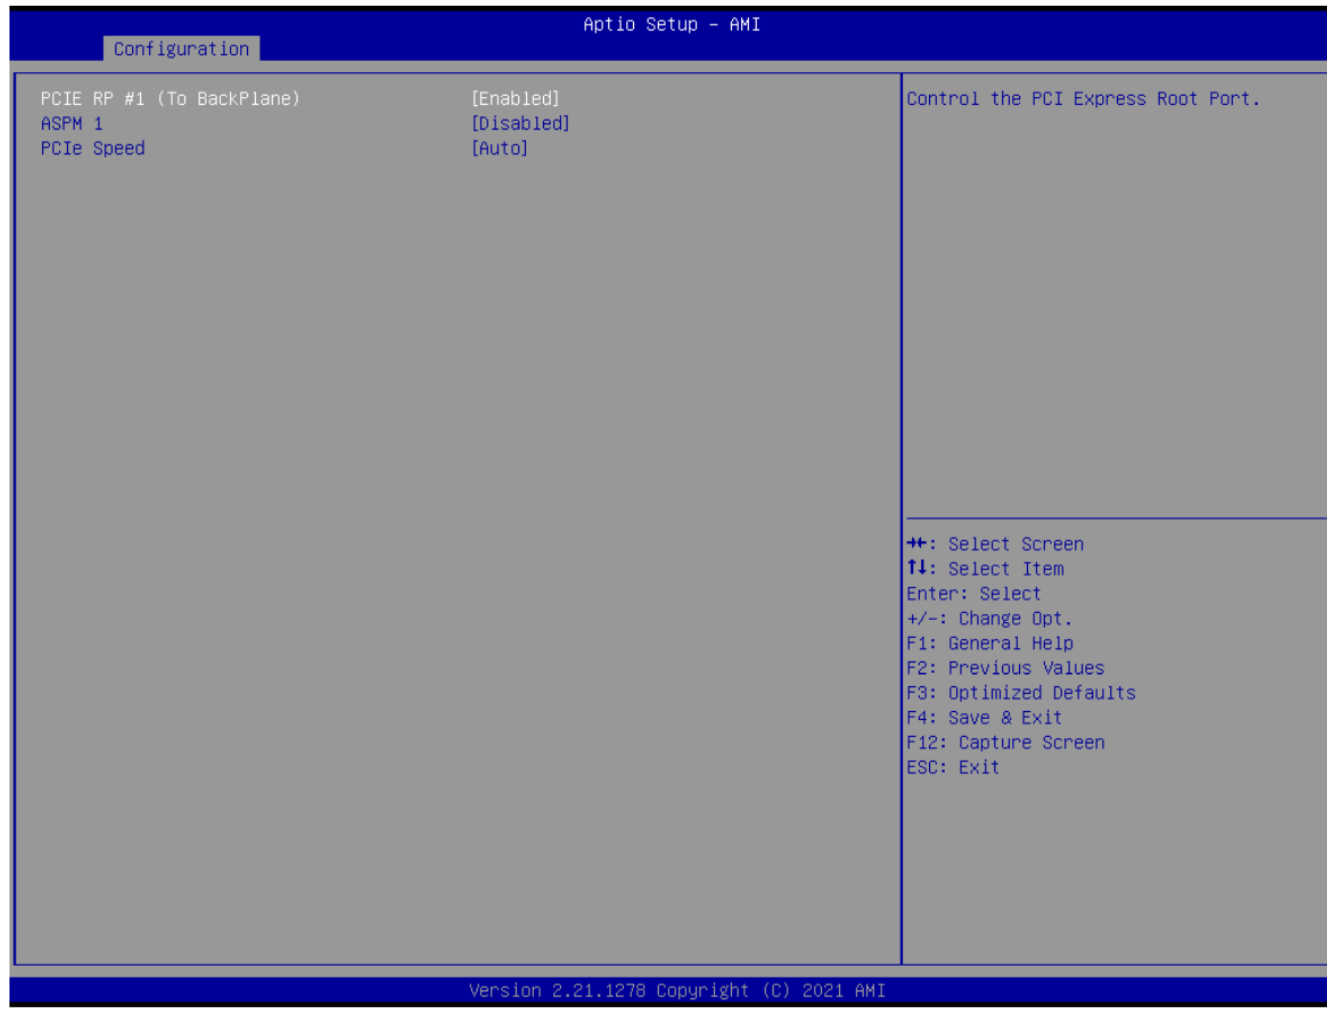 Aptio Setup – AMI
Configuration
PCIE RP #1 (To BackPlane) [Enabled]
ASPM 1 [Disabled]
PCIe Speed [Auto]
Control the PCI Express Root Port.
→←: Select Screen
↑↓: Select Item
Enter: Select
+/-: Change Opt.
F1: General Help
F2: Previous Values
F3: Optimized Defaults
F4: Save & Exit
F12: Capture Screen
ESC: Exit
Version 2.21.1278 Copyright (C) 2021 AMI